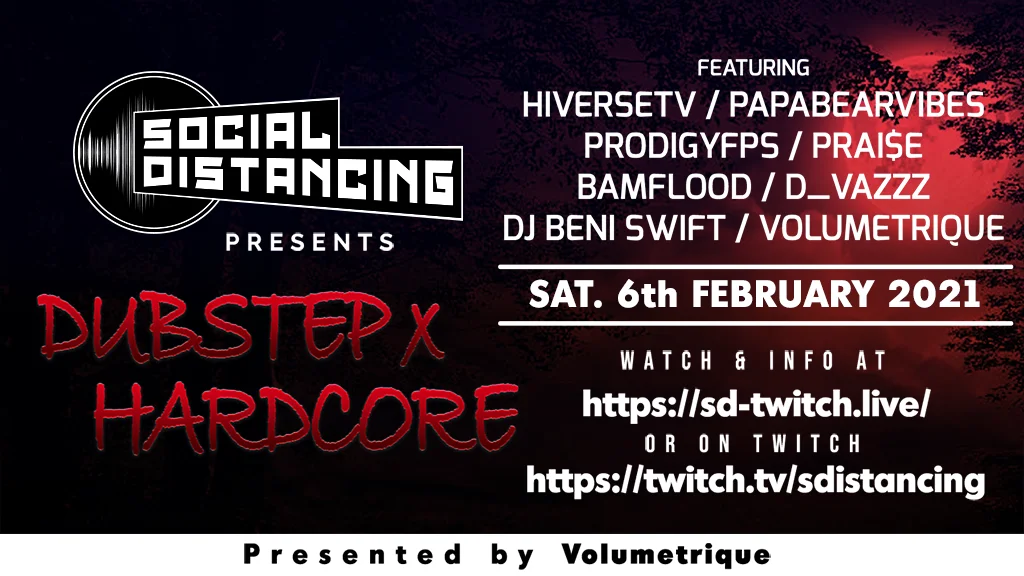 SOCIAL
DISTANCING
PRESENTS
DUBSTEP X
HARDCORE
FEATURING
HIVERSETV / PAPABEARVIBES
PRODIGYFPS / PRAI$E
BAMFLOOD / D_VAZZZ
DJ BENI SWIFT / VOLUMETRIQUE
SAT. 6th FEBRUARY 2021
WATCH & INFO AT
https://sd-twitch.live/
OR ON TWITCH
https://twitch.tv/sdistancing
Presented by Volumetrique